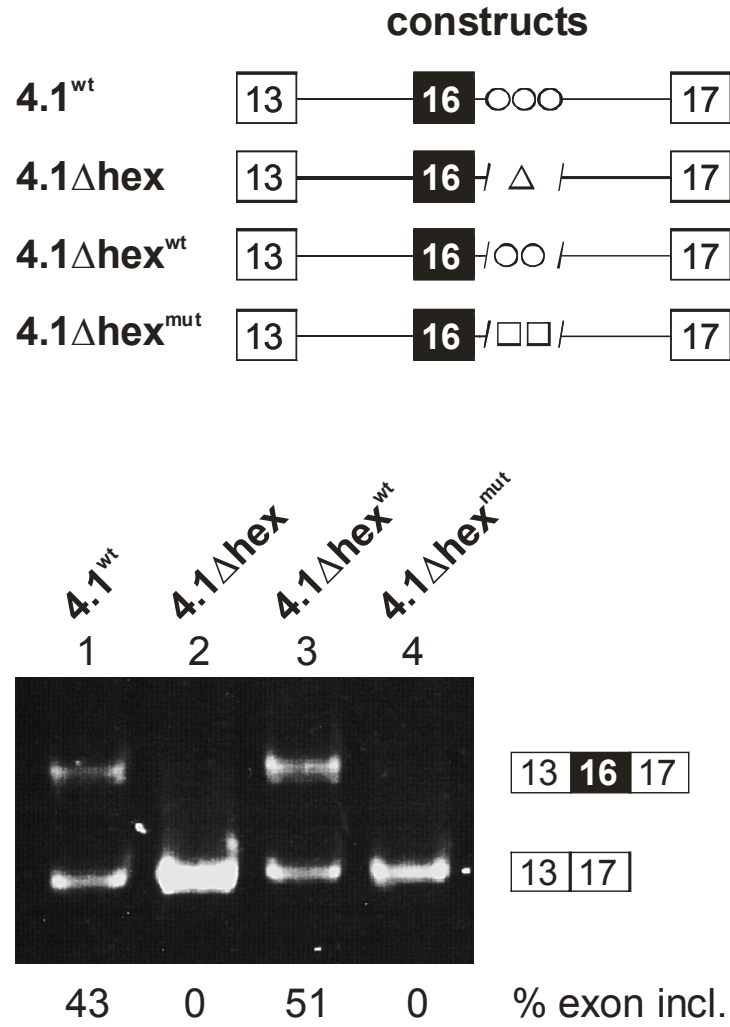 constructs
4.1wt 13 16 17
4.1Δhex 13 16 17
4.1Δhexwt 13 16 17
4.1Δhexmut 13 16 17
4.1wt 4.1Δhex 4.1Δhexwt 4.1Δhexmut
1 2 3 4
13 16 17
13 17
43 0 51 0 % exon incl.